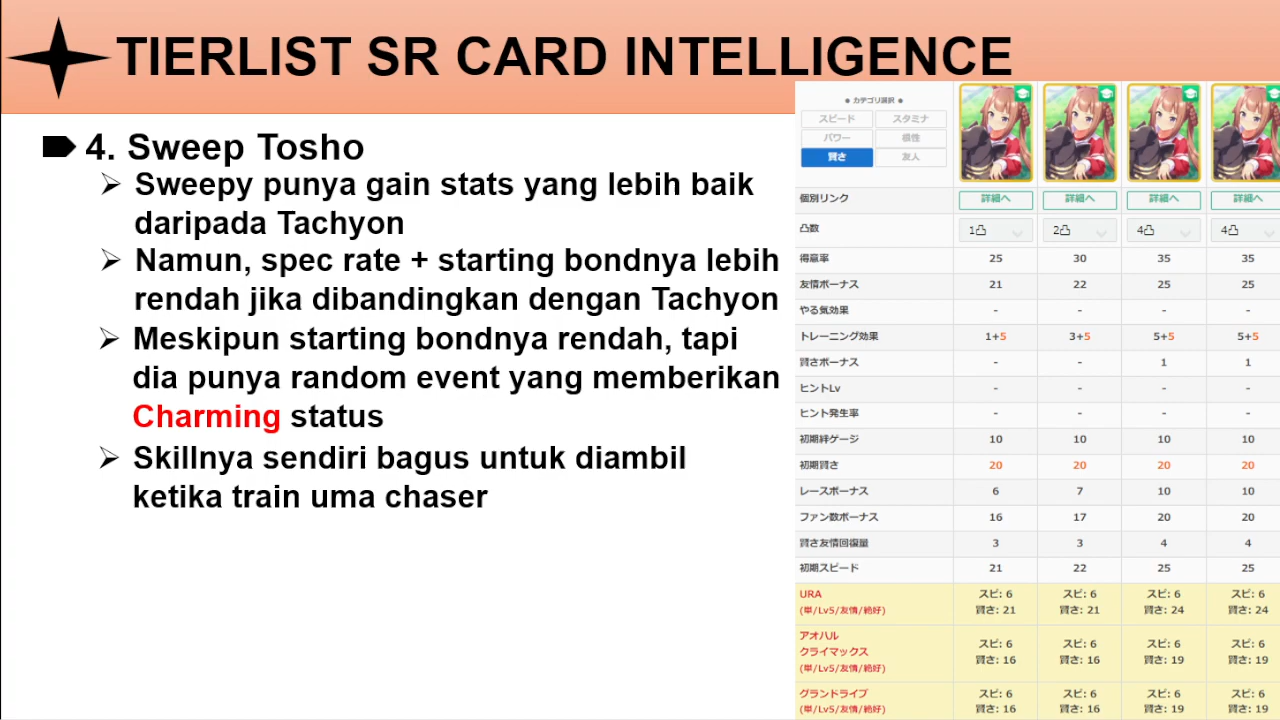 TIERLIST SR CARD INTELLIGENCE
4. Sweep Tosho
Sweepy punya gain stats yang lebih baik
daripada Tachyon
Namun, spec rate + starting bondnya lebih
rendah jika dibandingkan dengan Tachyon
Meskipun starting bondnya rendah, tapi
dia punya random event yang memberikan
Charming status
Skillnya sendiri bagus untuk diambil
ketika train uma chaser
● カテゴリ選択 ●
スピード スタミナ
パワー 根性
賢さ 友人
個別リンク 詳細へ 詳細へ 詳細へ 詳細へ
凸数 1凸 2凸 4凸 4凸
得意率 25 30 35 35
友情ボーナス 21 22 25 25
やる気効果 - - - -
トレーニング効果 1+5 3+5 5+5 5+5
賢さボーナス - - 1 1
ヒントLv - - - -
ヒント発生率 - - - -
初期絆ゲージ 10 10 10 10
初期賢さ 20 20 20 20
レースボーナス 6 7 10 10
ファン数ボーナス 16 17 20 20
賢さ友情回復量 3 3 4 4
初期スピード 21 22 25 25
URA スピ: 6 スピ: 6 スピ: 6 スピ: 6
(単/Lv5/友情/絶好) 賢さ: 21 賢さ: 21 賢さ: 24 賢さ: 24
アオハル
クライマックス
(単/Lv5/友情/絶好)
スピ: 6 スピ: 6 スピ: 6 スピ: 6
賢さ: 16 賢さ: 16 賢さ: 19 賢さ: 19
グランドライブ スピ: 6 スピ: 6 スピ: 6 スピ: 6
(単/Lv5/友情/絶好) 賢さ: 16 賢さ: 16 賢さ: 19 賢さ: 19